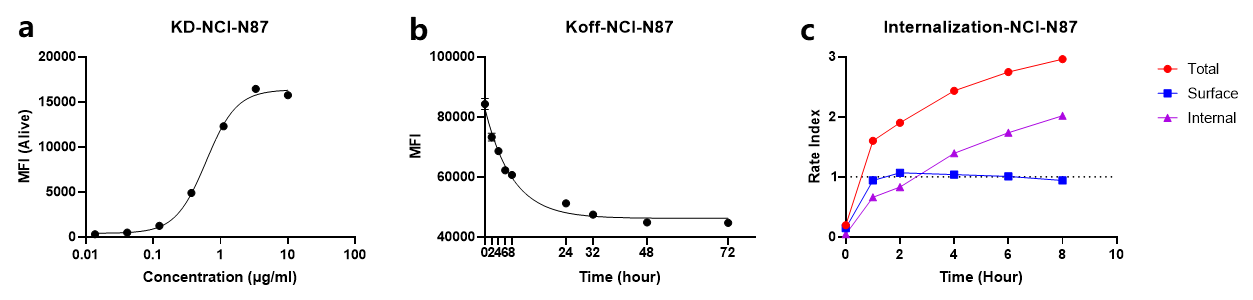 a
KD-NCI-N87
MFI (Alive)
20000
15000
10000
5000
0
0.01
0.1
1
10
100
Concentration (µg/ml)
b
Koff-NCI-N87
MFI
100000
80000
60000
40000
0 2 4 6 8 24 32 48 72
Time (hour)
c
Internalization-NCI-N87
Rate Index
3
2
1
0
0 2 4 6 8 10
Time (Hour)
Total
Surface
Internal